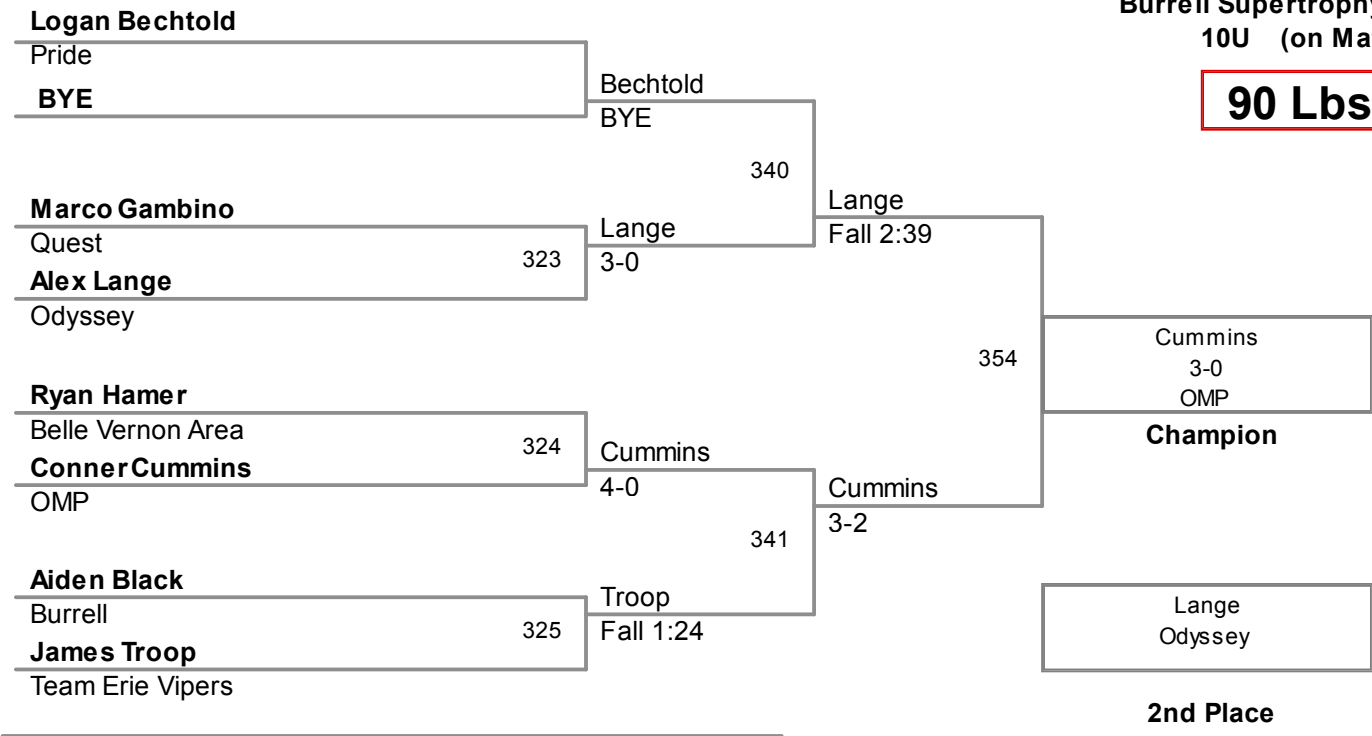 Burrell Supertrophy
10U (on Ma
90 Lbs
Logan Bechtold
Pride
BYE
Bechtold
BYE
340
Marco Gambino
Quest
323
Alex Lange
Odyssey
Lange
3-0
Lange
Fall 2:39
354
Ryan Hamer
Belle Vernon Area
324
Conner Cummins
OMP
Cummins
4-0
341
Cummins
3-2
Aiden Black
Burrell
325
James Troop
Team Erie Vipers
Troop
Fall 1:24
Cummins
3-0
OMP
Champion
Lange
Odyssey
2nd Place